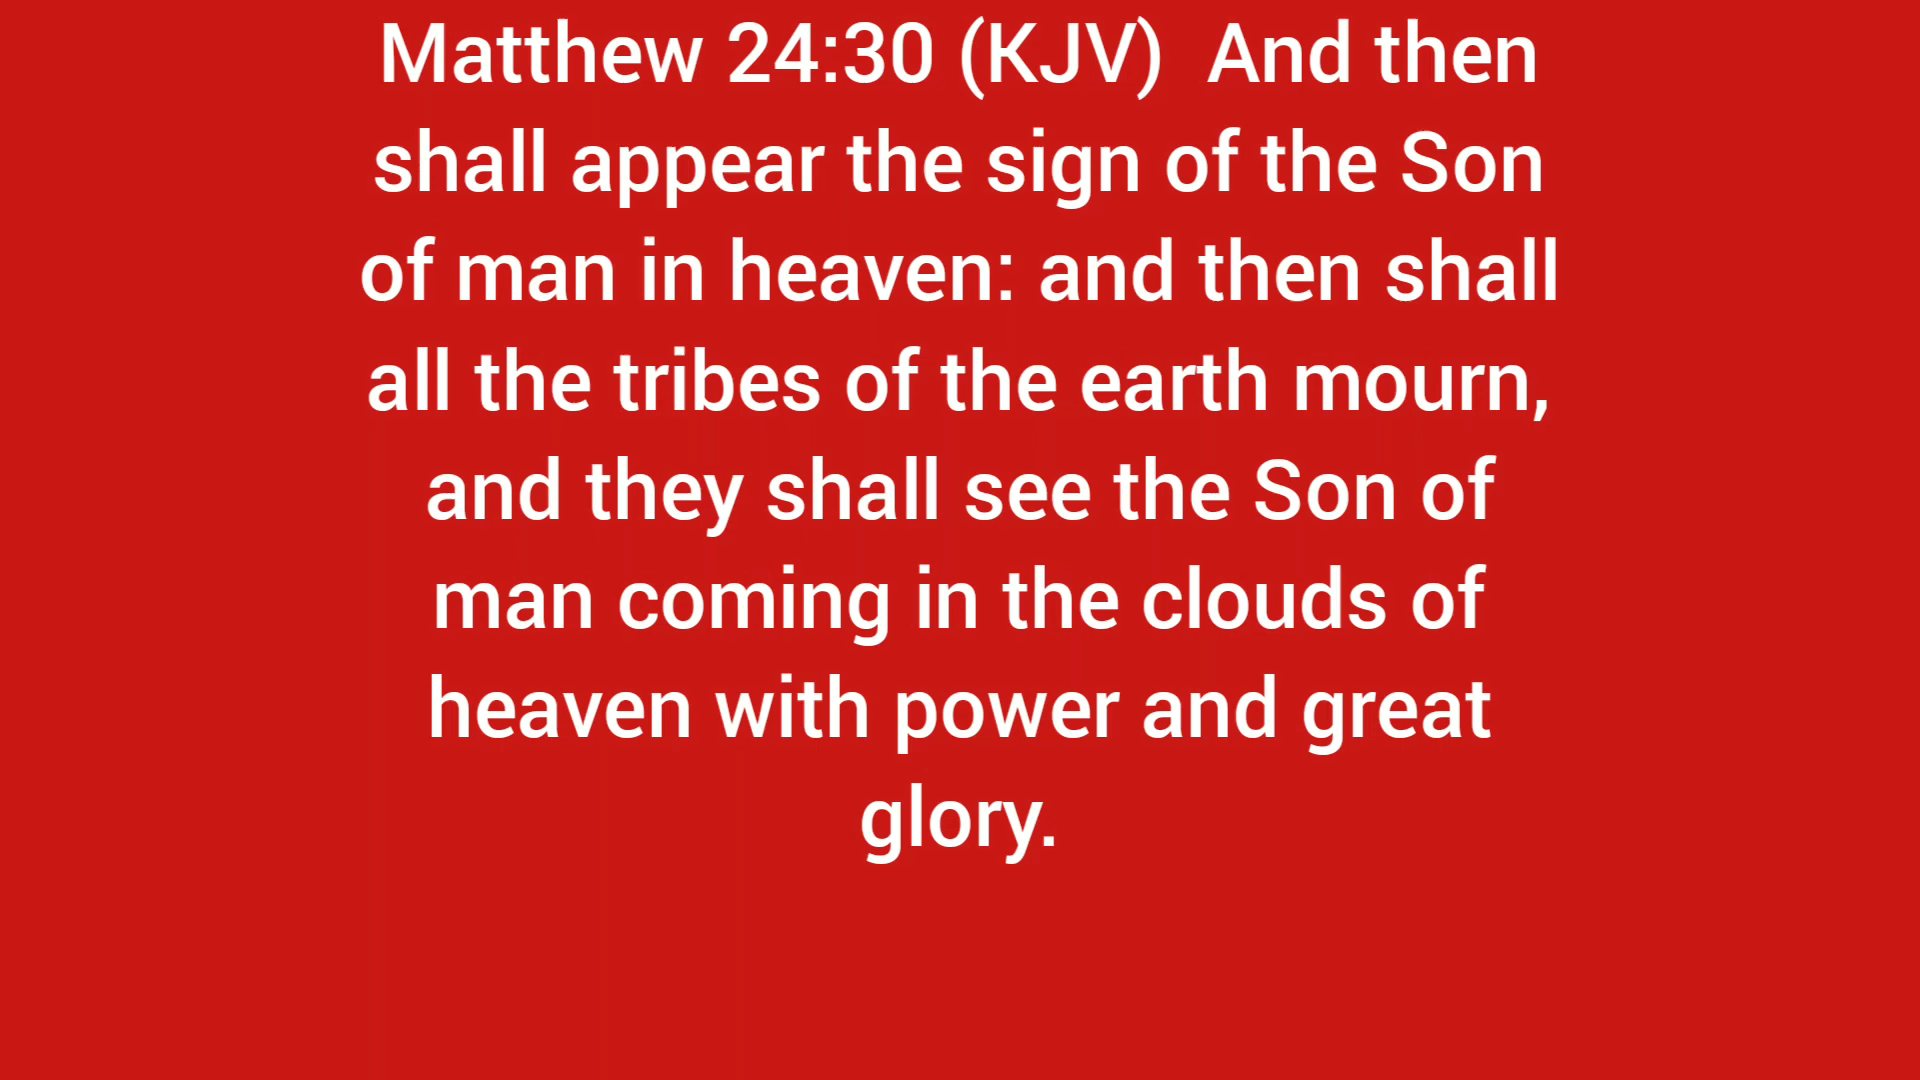 Matthew 24:30 (KJV)  And then
shall appear the sign of the Son
of man in heaven: and then shall
all the tribes of the earth mourn,
and they shall see the Son of
man coming in the clouds of
heaven with power and great
glory.